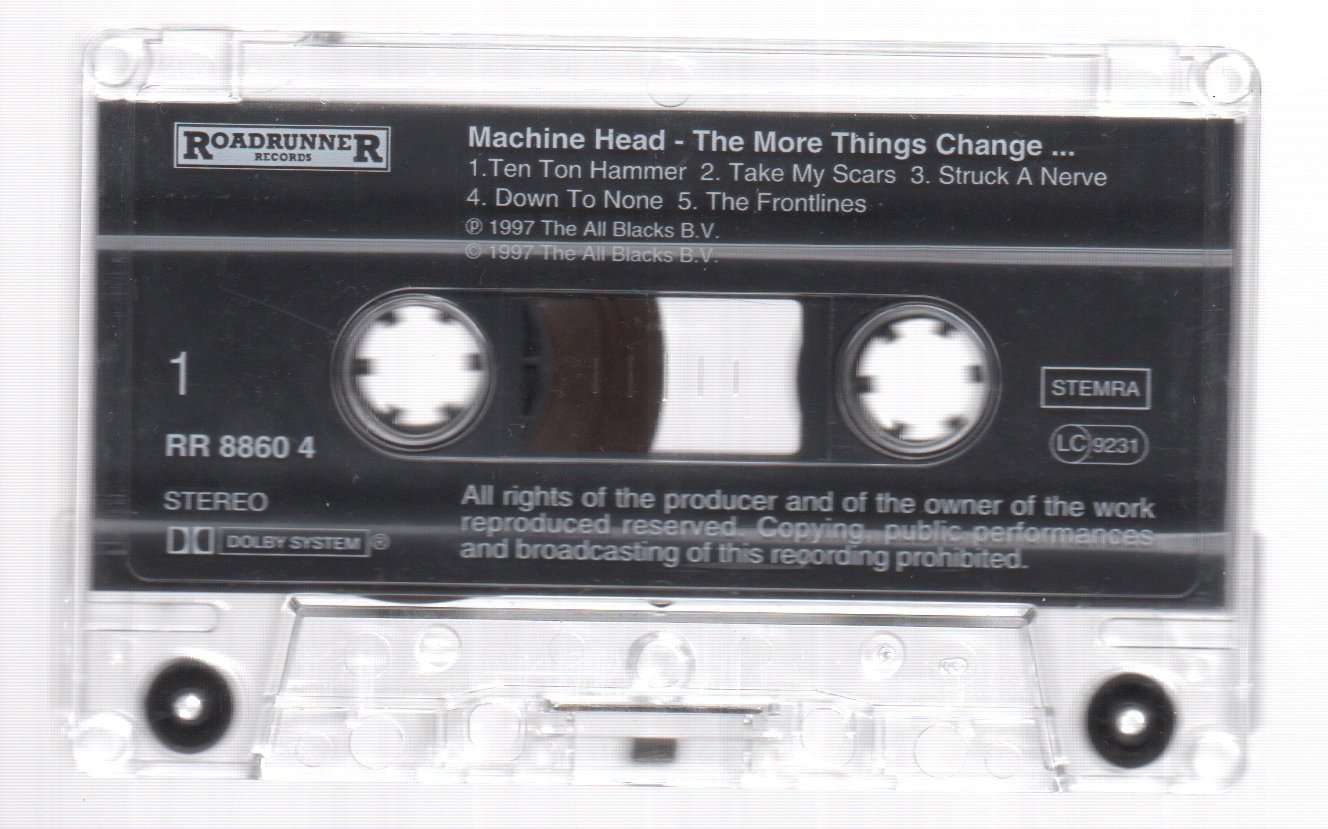 ROADRUNNER
RECORDS
Machine Head - The More Things Change ...
1.Ten Ton Hammer 2. Take My Scars 3. Struck A Nerve
4. Down To None 5. The Frontlines
℗ 1997 The All Blacks B.V.
© 1997 The All Blacks B.V.
1
RR 8860 4
STEREO
DOLBY SYSTEM ®
STEMRA
LC 9231
All rights of the producer and of the owner of the work
reproduced reserved. Copying, public performances
and broadcasting of this recording prohibited.